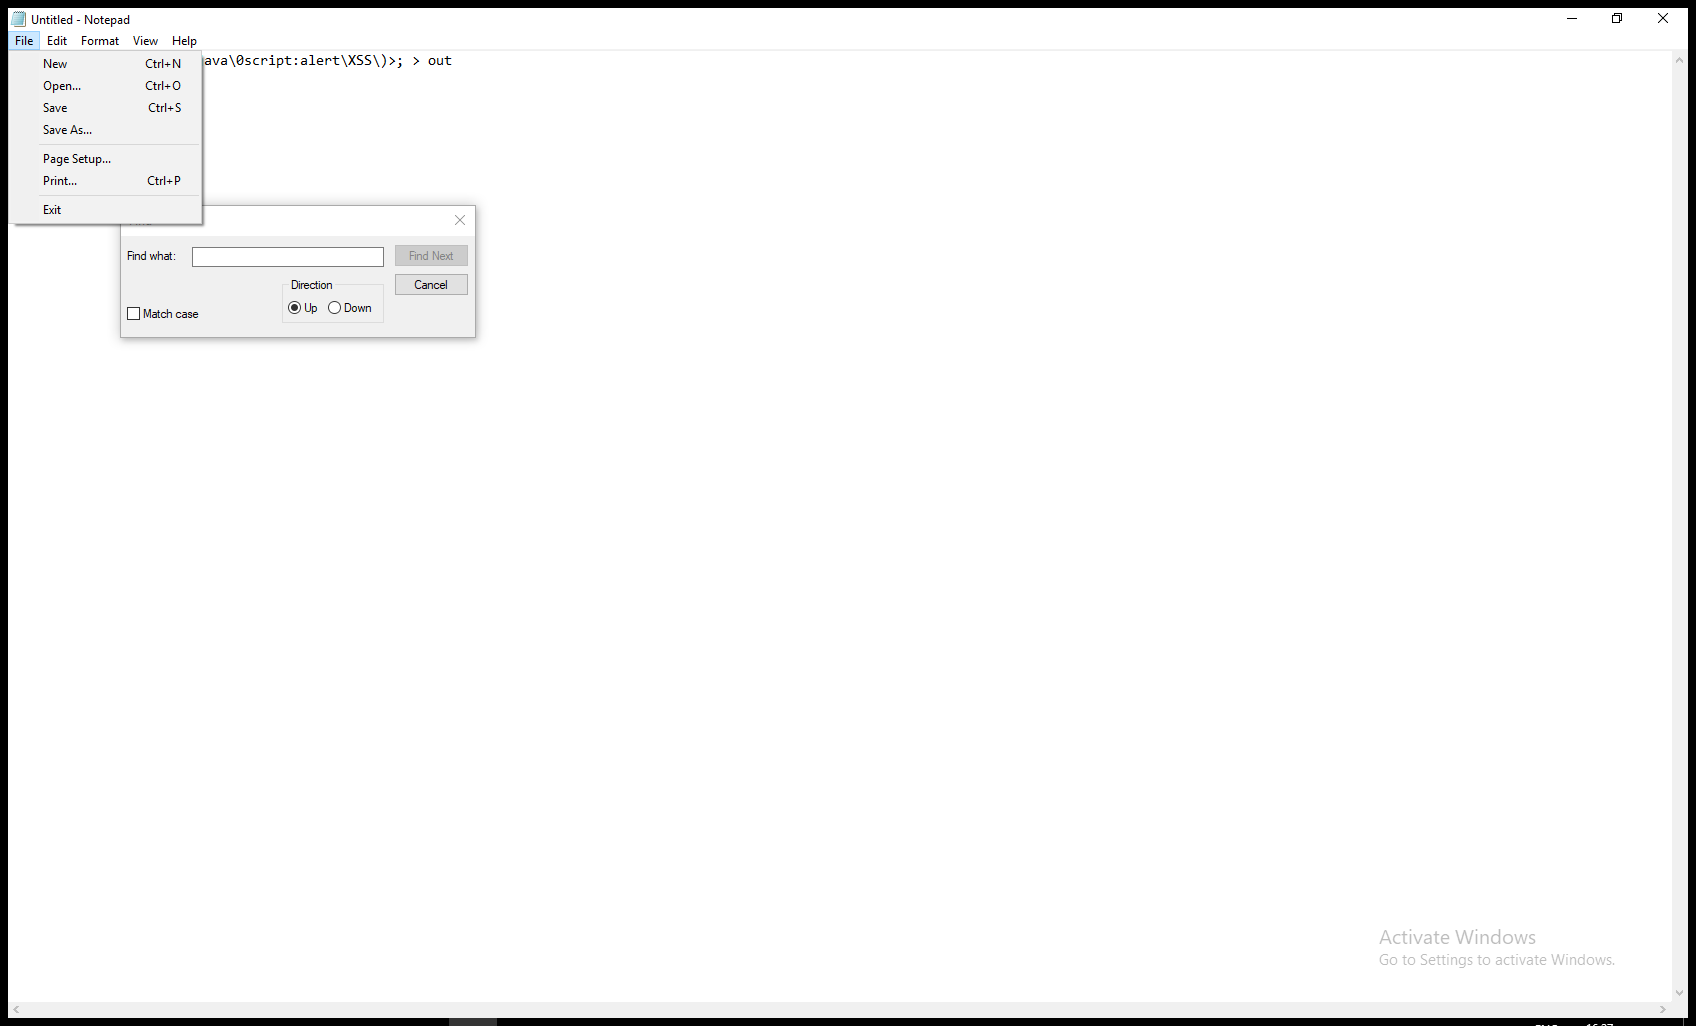 Untitled - Notepad
File Edit Format View Help
ava\0script:alert\XSS\)>; > out
New Ctrl+N
Open... Ctrl+O
Save Ctrl+S
Save As...
Page Setup...
Print... Ctrl+P
Exit
Find what:
Find Next
Direction
Cancel
Up Down
Match case
Activate Windows
Go to Settings to activate Windows.